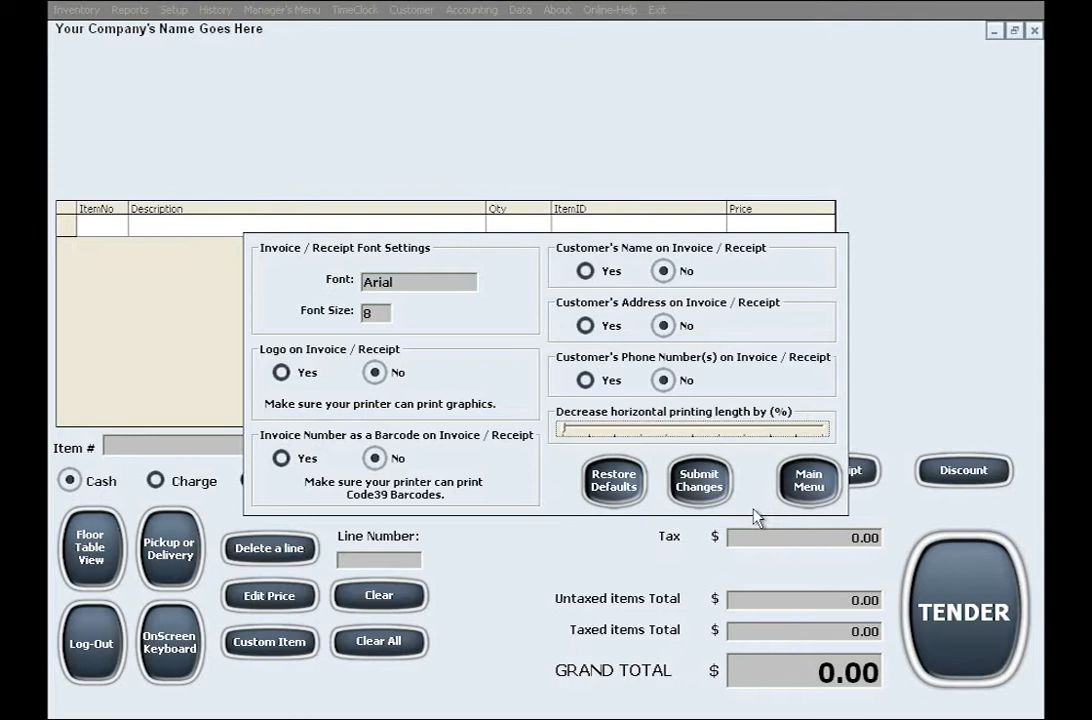 Inventory Reports Setup History Manager's Menu TimeClock Customer Accounting Data About Online-Help Exit
Your Company's Name Goes Here
ItemNo Description Qty ItemID Price
Invoice / Receipt Font Settings
Font: Arial
Font Size: 8
Logo on Invoice / Receipt
Yes No
Make sure your printer can print graphics.
Invoice Number as a Barcode on Invoice / Receipt
Yes No
Make sure your printer can print
Code39 Barcodes.
Customer's Name on Invoice / Receipt
Yes No
Customer's Address on Invoice / Receipt
Yes No
Customer's Phone Number(s) on Invoice / Receipt
Yes No
Decrease horizontal printing length by (%)
Restore
Defaults
Submit
Changes
Main
Menu
Item #
Cash Charge
Discount
Floor
Table
View
Pickup or
Delivery
Delete a line
Line Number:
Edit Price
Clear
Log-Out
OnScreen
Keyboard
Custom Item
Clear All
Tax $ 0.00
Untaxed items Total $ 0.00
Taxed items Total $ 0.00
GRAND TOTAL $ 0.00
TENDER